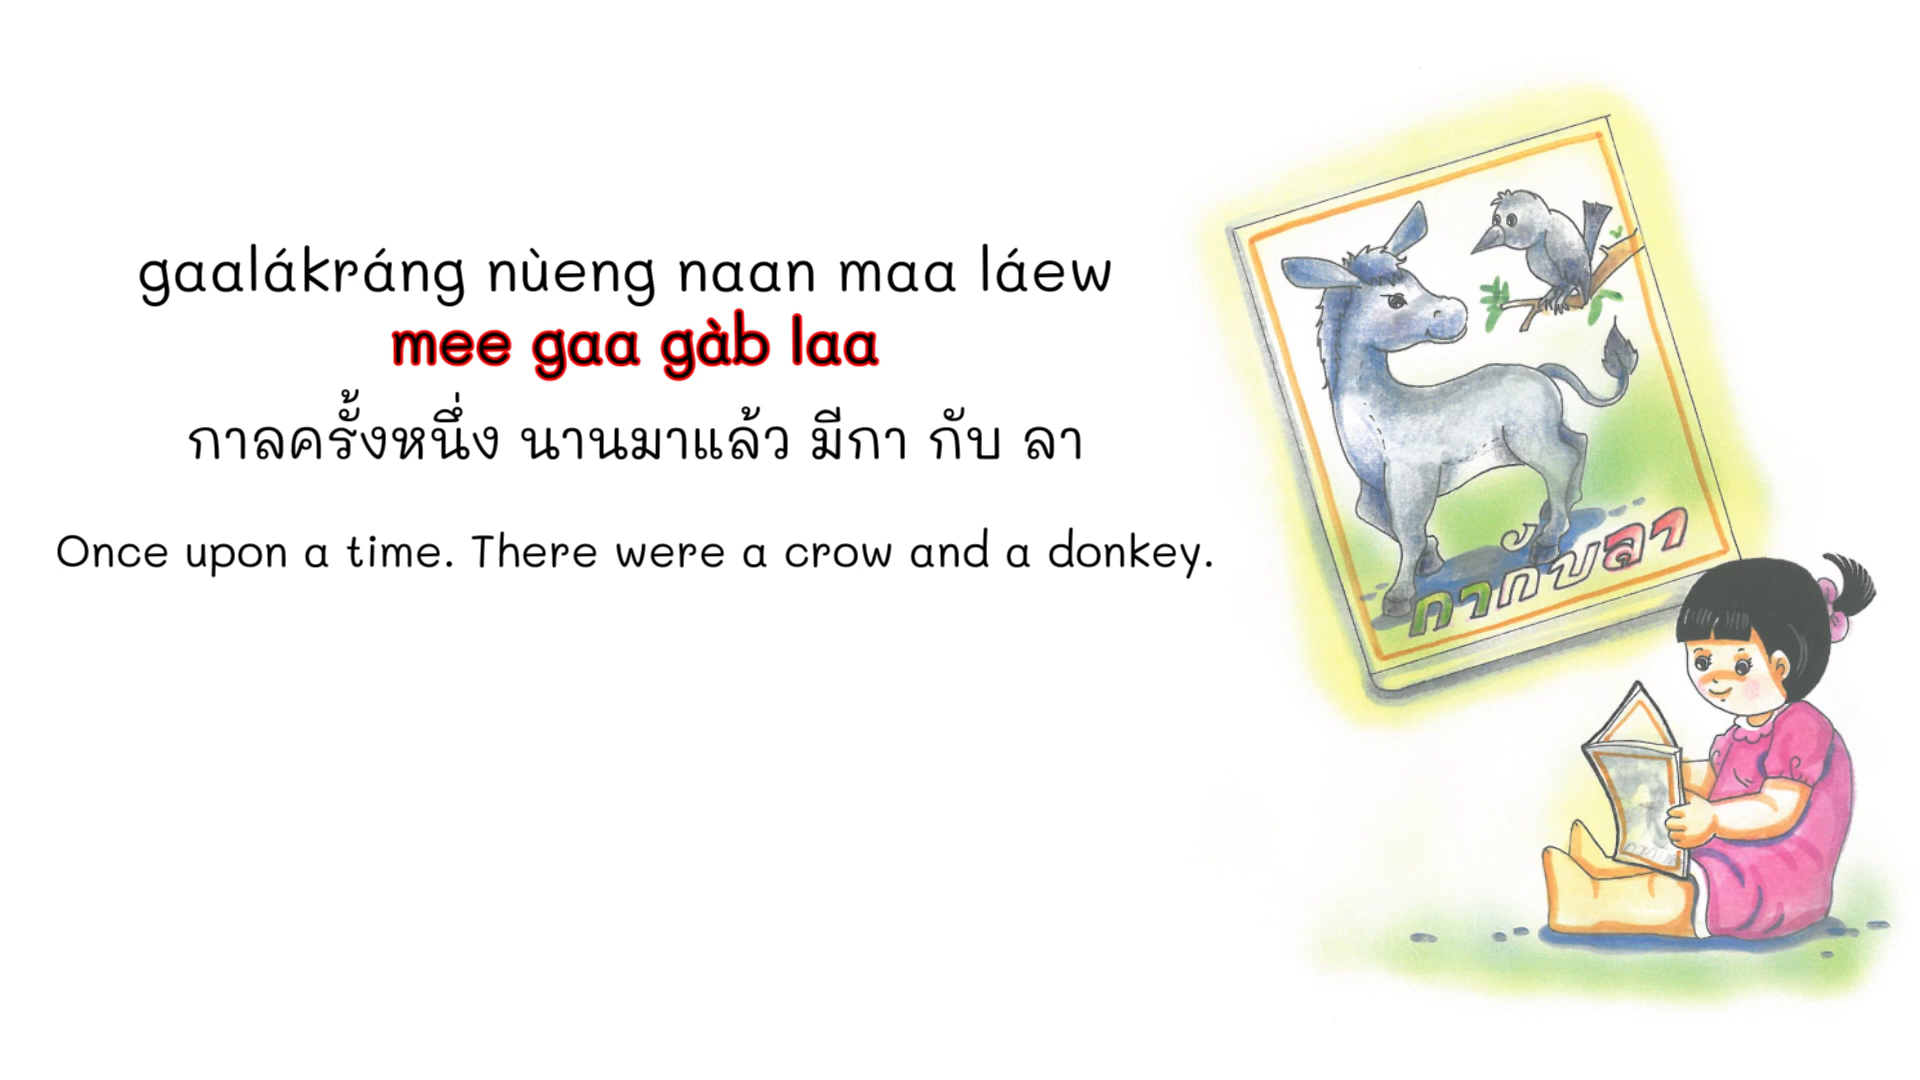 gaalákráng nùeng naan maa láew
mee gaa gàb laa
กาลครั้งหนึ่ง นานมาแล้ว มีกา กับ ลา
Once upon a time. There were a crow and a donkey.
กากับลา